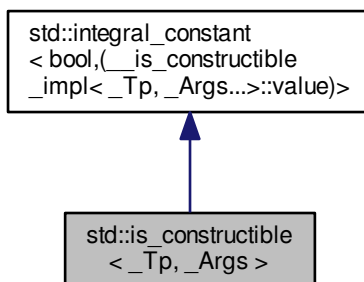 std::integral_constant
< bool,(__is_constructible
_impl< _Tp, _Args...>::value)>
std::is_constructible
< _Tp, _Args >